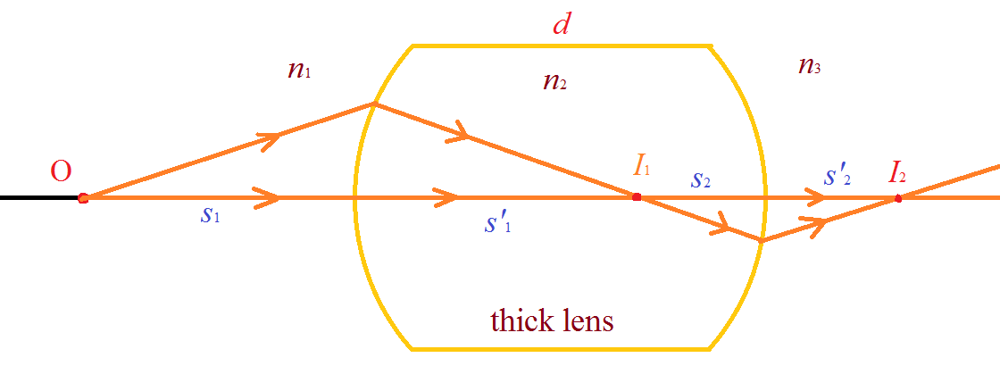 d
n₁
n₂
n₃
O
I₁
s₂
s'₂
I₂
s₁
s'₁
thick lens